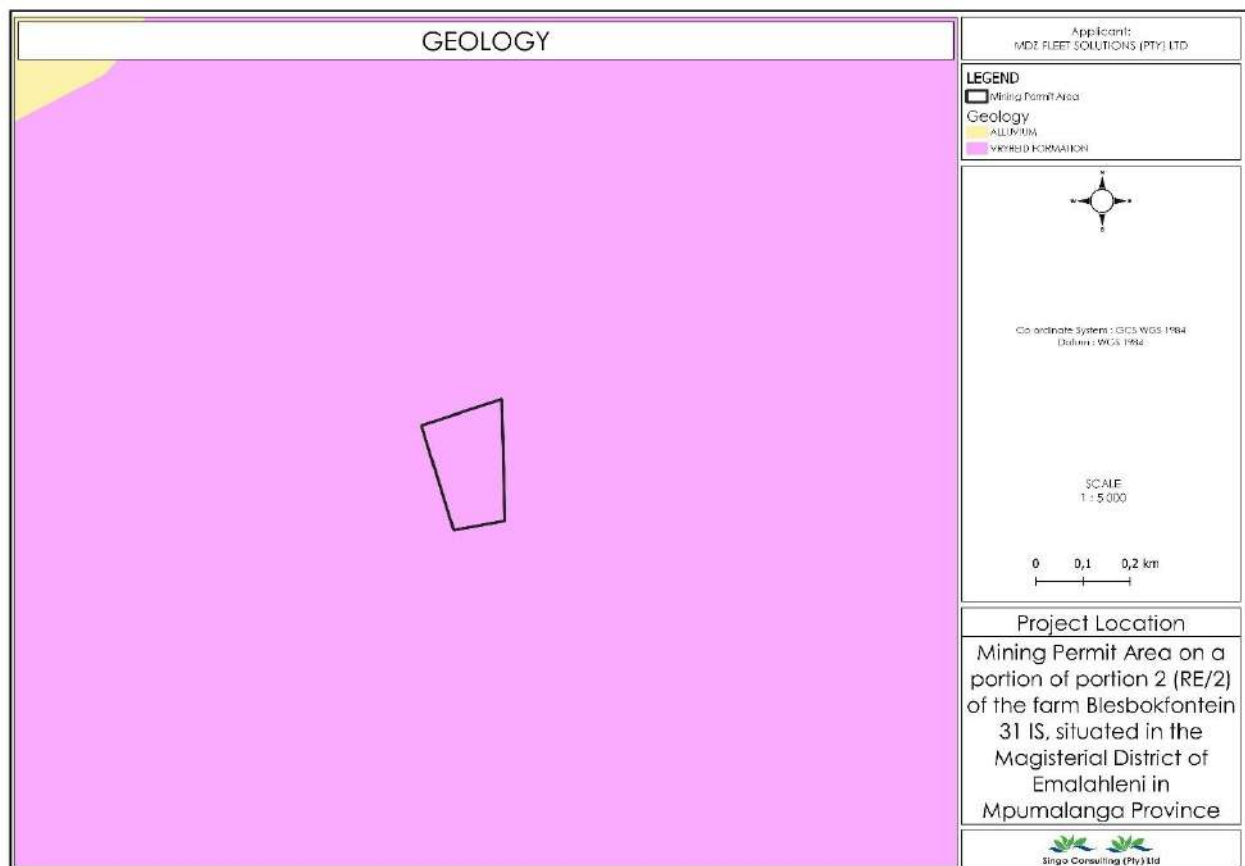 GEOLOGY
Applicant:
MDZ FLEET SOLUTIONS (PTY) LTD
LEGEND
Mining Permit Area
Geology
ALLUVIUM
VRYHEID FORMATION
N
W
E
S
Co-ordinate System : GCS WGS 1984
Datum : WGS 1984
SCALE
1 : 5 000
0 0,1 0,2 km
Project Location
Mining Permit Area on a
portion of portion 2 (RE/2)
of the farm Blesbokfontein
31 IS, situated in the
Magisterial District of
Emalahleni in
Mpumalanga Province
Singo Consulting (Pty) Ltd